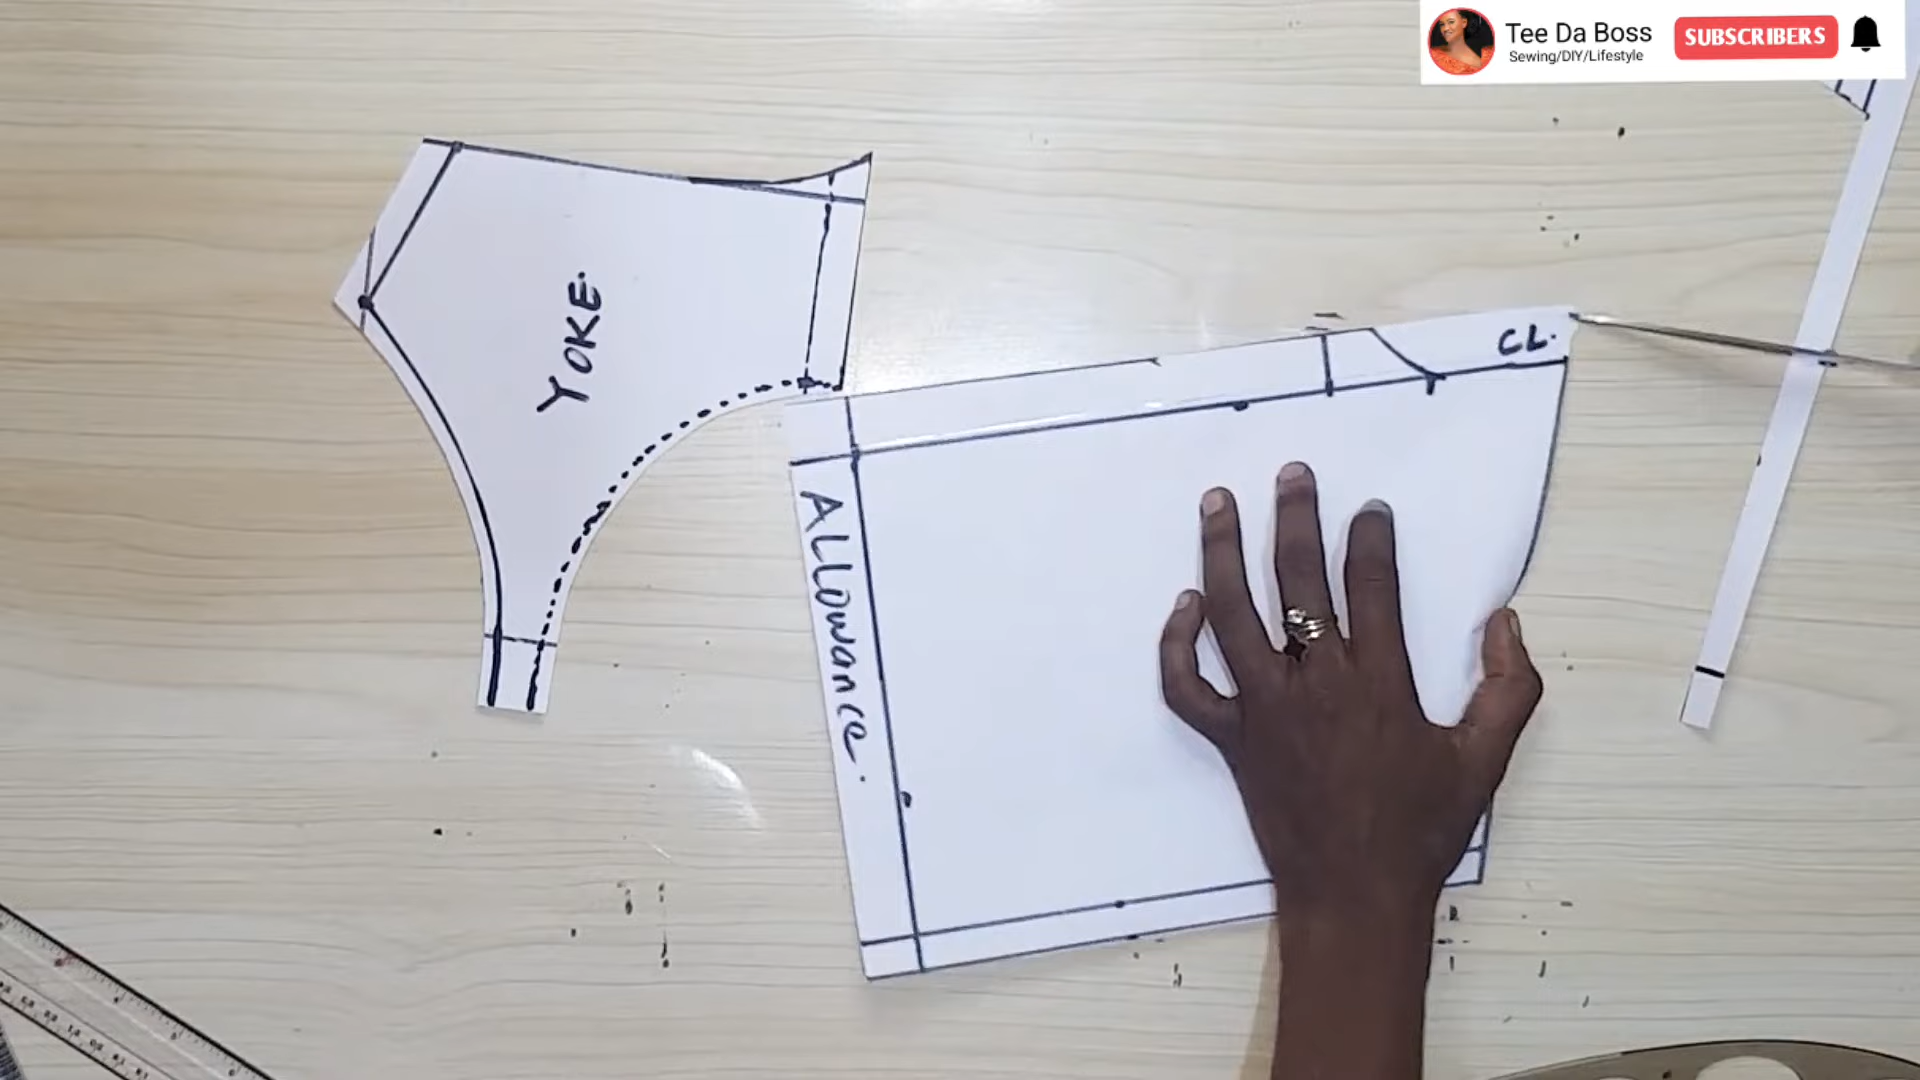 Tee Da Boss
Sewing/DIY/Lifestyle
SUBSCRIBERS
YOKE.
CL.
ALLOwance.